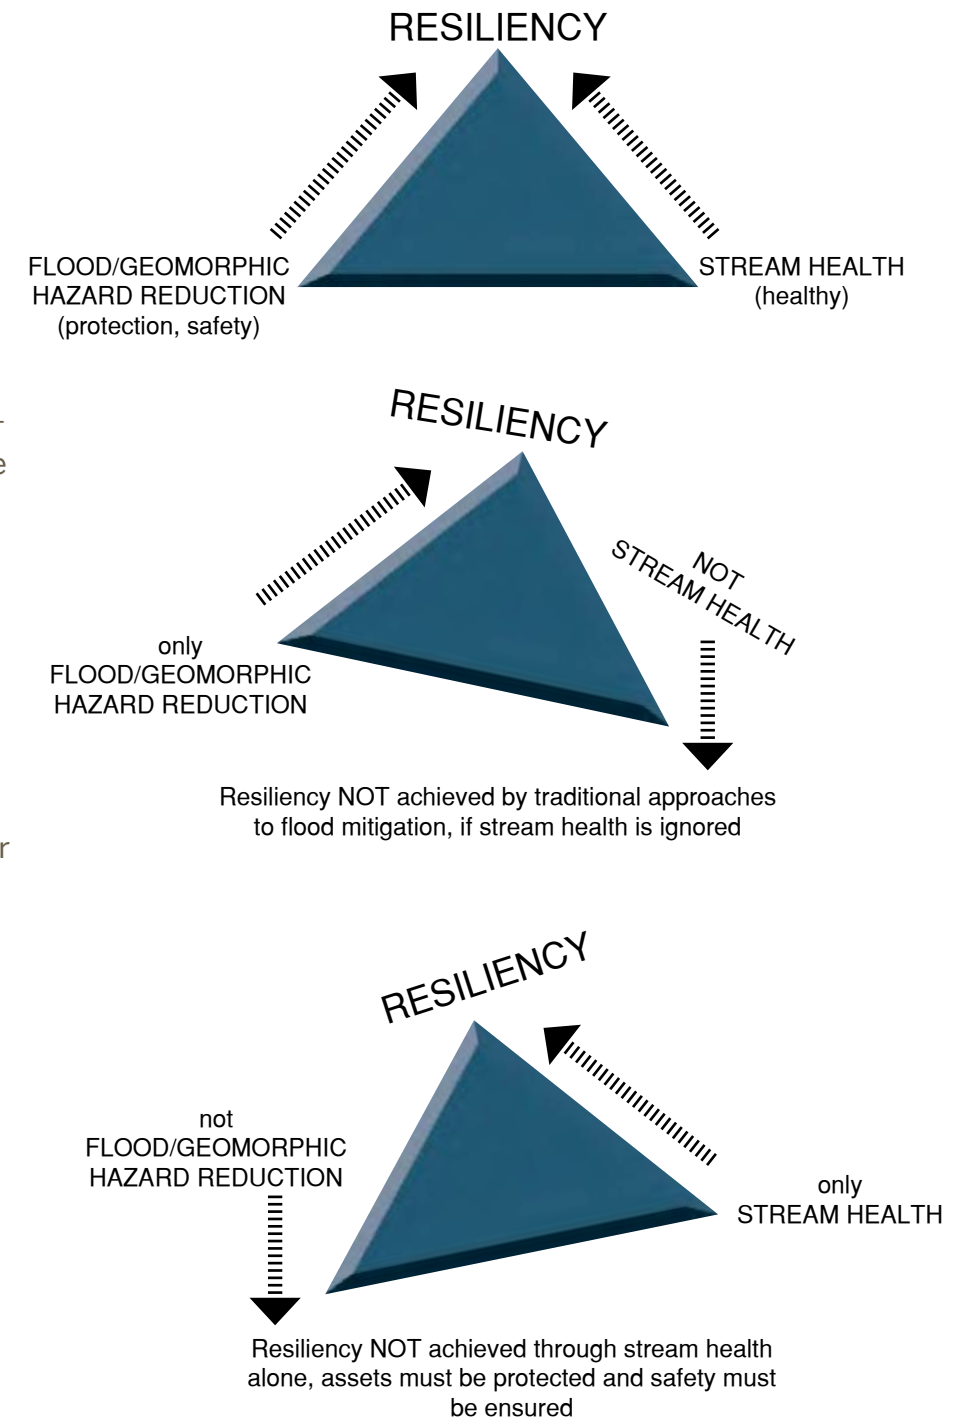 RESILIENCY
FLOOD/GEOMORPHIC
HAZARD REDUCTION
(protection, safety)
STREAM HEALTH
(healthy)
RESILIENCY
NOT
STREAM HEALTH
only
FLOOD/GEOMORPHIC
HAZARD REDUCTION
Resiliency NOT achieved by traditional approaches
to flood mitigation, if stream health is ignored
RESILIENCY
not
FLOOD/GEOMORPHIC
HAZARD REDUCTION
only
STREAM HEALTH
Resiliency NOT achieved through stream health
alone, assets must be protected and safety must
be ensured